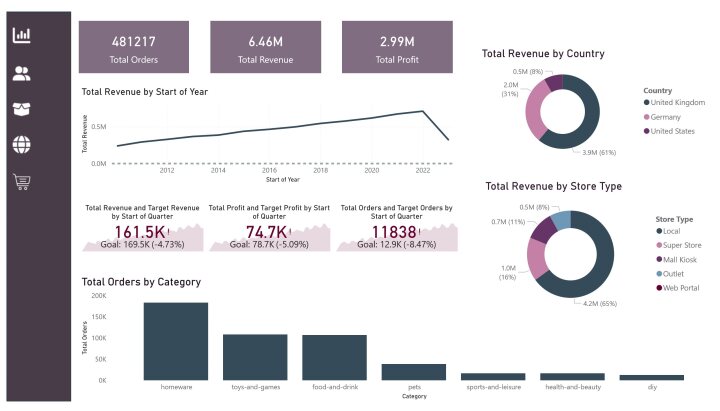 481217
Total Orders
6.46M
Total Revenue
2.99M
Total Profit
Total Revenue by Start of Year
Total Revenue
0.5M
0.0M
2012
2014
2016
2018
2020
2022
Start of Year
Total Revenue and Target Revenue
by Start of Quarter
161.5K!
Goal: 169.5K (-4.73%)
Total Profit and Target Profit by Start
of Quarter
74.7K!
Goal: 78.7K (-5.09%)
Total Orders and Target Orders by
Start of Quarter
11838!
Goal: 12.9K (-8.47%)
Total Orders by Category
Total Orders
200K
150K
100K
50K
0K
homeware
toys-and-games
food-and-drink
pets
sports-and-leisure
health-and-beauty
diy
Category
Total Revenue by Country
0.5M (8%)
2.0M
(31%)
3.9M (61%)
Country
United Kingdom
Germany
United States
Total Revenue by Store Type
0.5M (8%)
0.7M (11%)
1.0M
(16%)
4.2M (65%)
Store Type
Local
Super Store
Mall Kiosk
Outlet
Web Portal